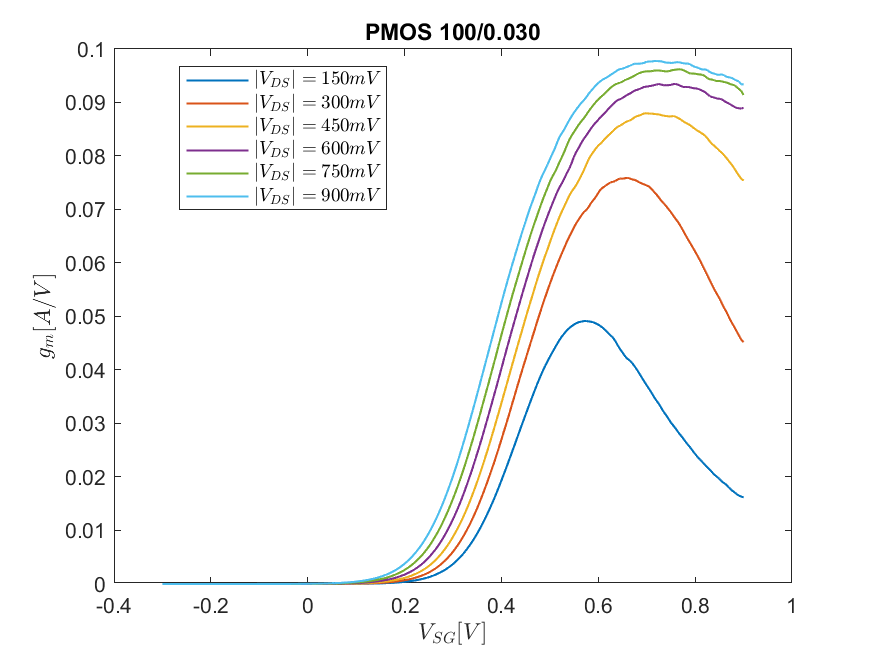 PMOS 100/0.030
|V_DS| = 150mV
|V_DS| = 300mV
|V_DS| = 450mV
|V_DS| = 600mV
|V_DS| = 750mV
|V_DS| = 900mV
0.1
0.09
0.08
0.07
0.06
0.05
0.04
0.03
0.02
0.01
0
g_m[A/V]
-0.4
-0.2
0
0.2
0.4
0.6
0.8
1
V_SG[V]